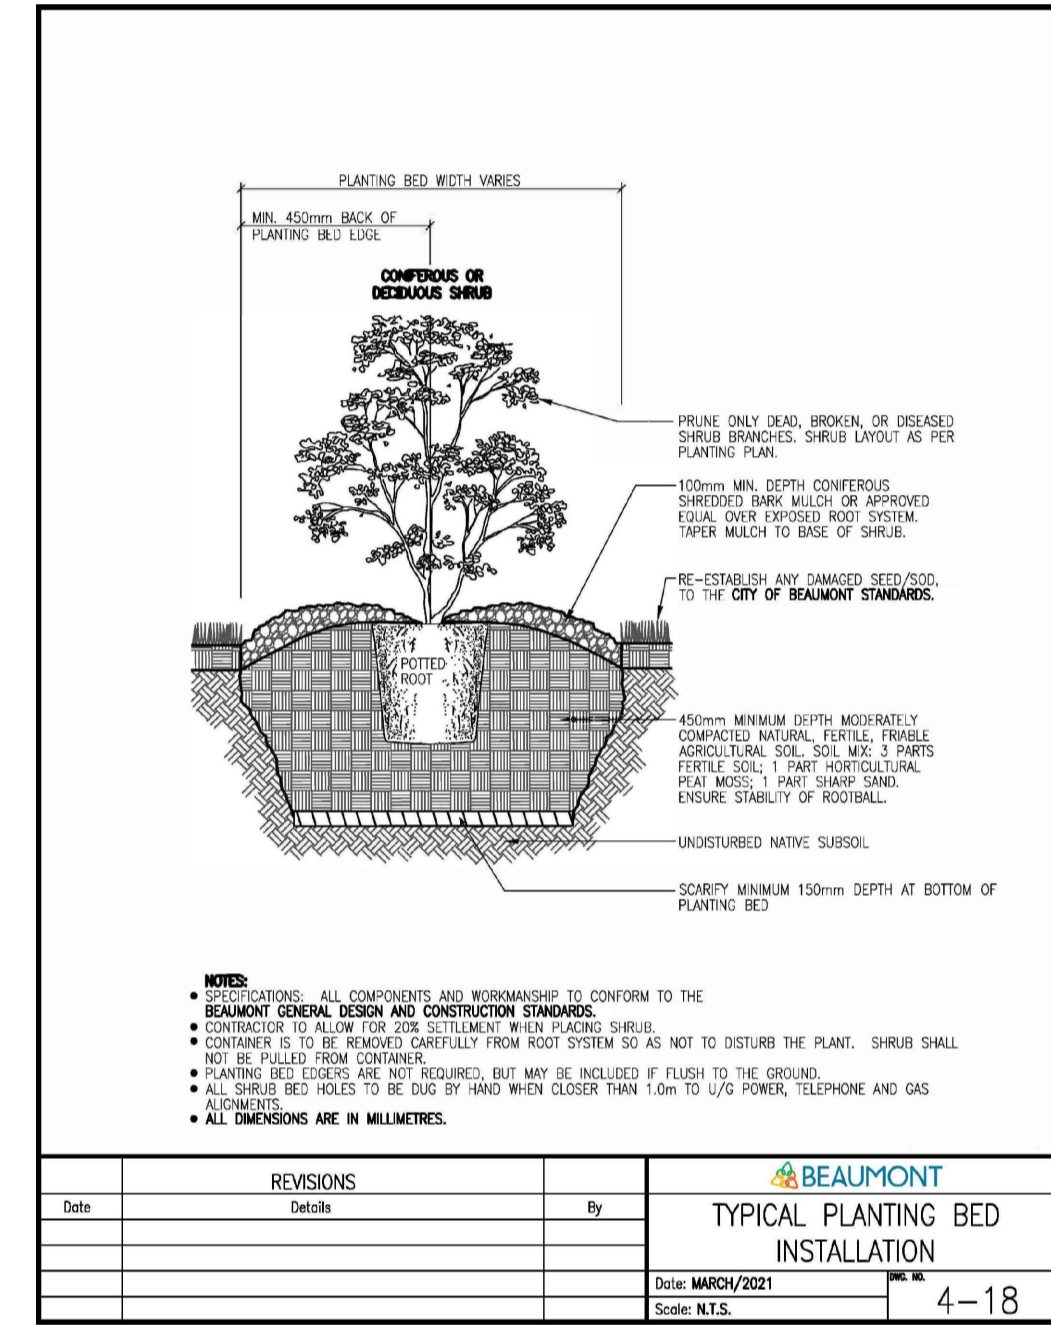 PLANTING BED WIDTH VARIES
MIN. 450mm BACK OF
PLANTING BED EDGE
CONIFEROUS OR
DECIDUOUS SHRUB
PRUNE ONLY DEAD, BROKEN, OR DISEASED
SHRUB BRANCHES. SHRUB LAYOUT AS PER
PLANTING PLAN.
100mm MIN. DEPTH CONIFEROUS
SHREDDED BARK MULCH OR APPROVED
EQUAL OVER EXPOSED ROOT SYSTEM.
TAPER MULCH TO BASE OF SHRUB.
RE-ESTABLISH ANY DAMAGED SEED/SOD,
TO THE CITY OF BEAUMONT STANDARDS.
POTTED
ROOT
450mm MINIMUM DEPTH MODERATELY
COMPACTED NATURAL, FERTILE, FRIABLE
AGRICULTURAL SOIL. SOIL MIX: 3 PARTS
FERTILE SOIL; 1 PART HORTICULTURAL
PEAT MOSS; 1 PART SHARP SAND.
ENSURE STABILITY OF ROOTBALL.
UNDISTURBED NATIVE SUBSOIL
SCARIFY MINIMUM 150mm DEPTH AT BOTTOM OF
PLANTING BED
NOTES:
● SPECIFICATIONS: ALL COMPONENTS AND WORKMANSHIP TO CONFORM TO THE
BEAUMONT GENERAL DESIGN AND CONSTRUCTION STANDARDS.
● CONTRACTOR TO ALLOW FOR 20% SETTLEMENT WHEN PLACING SHRUB.
● CONTAINER IS TO BE REMOVED CAREFULLY FROM ROOT SYSTEM SO AS NOT TO DISTURB THE PLANT. SHRUB SHALL
NOT BE PULLED FROM CONTAINER.
● PLANTING BED EDGERS ARE NOT REQUIRED, BUT MAY BE INCLUDED IF FLUSH TO THE GROUND.
● ALL SHRUB BED HOLES TO BE DUG BY HAND WHEN CLOSER THAN 1.0m TO U/G POWER, TELEPHONE AND GAS
ALIGNMENTS.
● ALL DIMENSIONS ARE IN MILLIMETRES.
REVISIONS
Date Details By
BEAUMONT
TYPICAL PLANTING BED
INSTALLATION
Date: MARCH/2021
Scale: N.T.S.
DWG. NO.
4-18